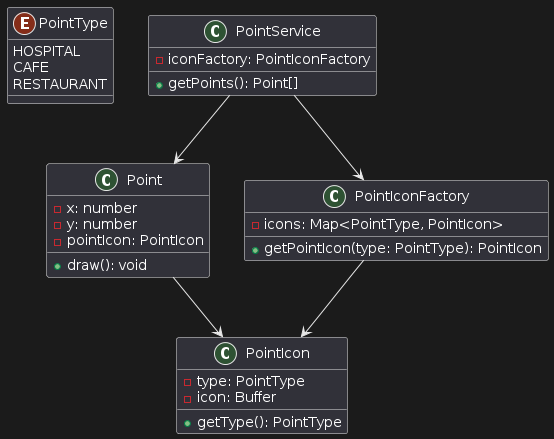 E PointType
HOSPITAL
CAFE
RESTAURANT
C PointService
iconFactory: PointIconFactory
getPoints(): Point[]
C Point
x: number
y: number
pointIcon: PointIcon
draw(): void
C PointIconFactory
icons: Map<PointType, PointIcon>
getPointIcon(type: PointType): PointIcon
C PointIcon
type: PointType
icon: Buffer
getType(): PointType